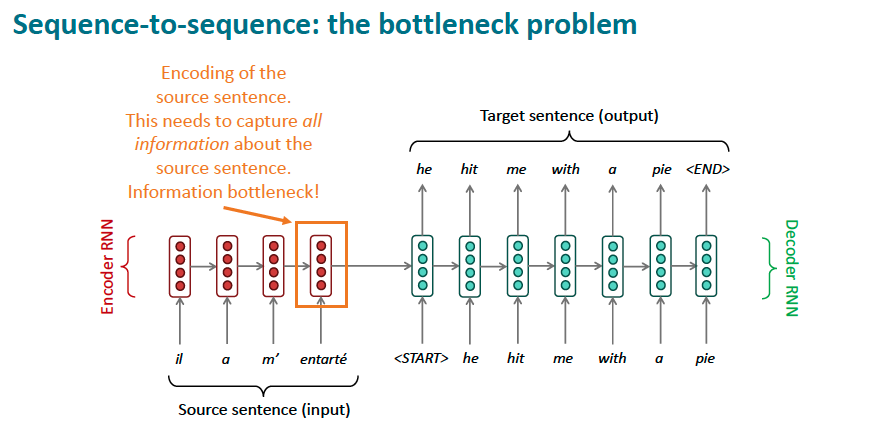 Sequence-to-sequence: the bottleneck problem
Encoding of the
source sentence.
This needs to capture all
information about the
source sentence.
Information bottleneck!
Target sentence (output)
he hit me with a pie <END>
Encoder RNN
Decoder RNN
il a m’ entarté
<START> he hit me with a pie
Source sentence (input)